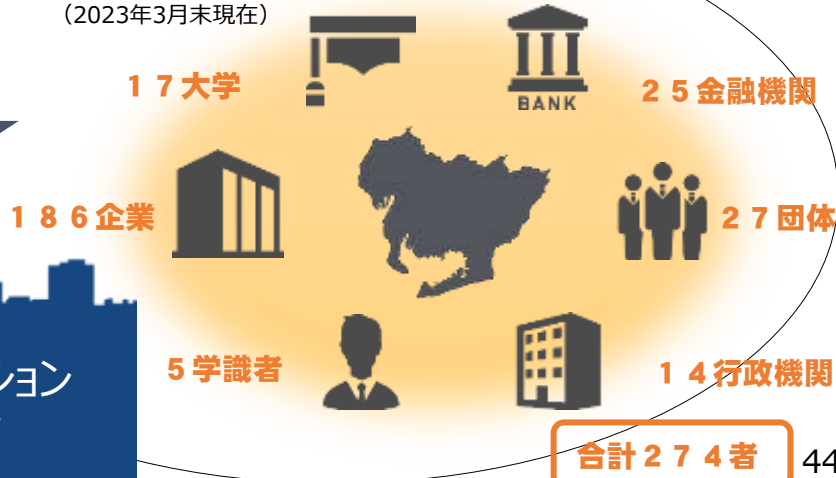 （2023年3月末現在）
１７大学
BANK
２５金融機関
１８６企業
２７団体
ション
５学識者
１４行政機関
合計２７４者
44